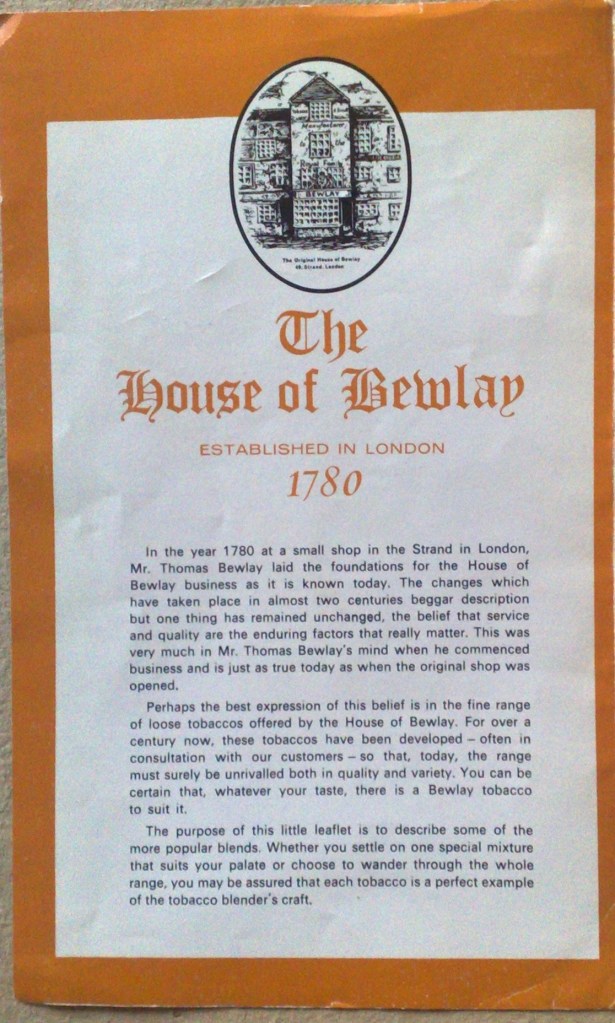 BEWLAY
The Original House of Bewlay
49, Strand, London
The
House of Bewlay
ESTABLISHED IN LONDON
1780
In the year 1780 at a small shop in the Strand in London,
Mr. Thomas Bewlay laid the foundations for the House of
Bewlay business as it is known today. The changes which
have taken place in almost two centuries beggar description
but one thing has remained unchanged, the belief that service
and quality are the enduring factors that really matter. This was
very much in Mr. Thomas Bewlay's mind when he commenced
business and is just as true today as when the original shop was
opened.
Perhaps the best expression of this belief is in the fine range
of loose tobaccos offered by the House of Bewlay. For over a
century now, these tobaccos have been developed – often in
consultation with our customers – so that, today, the range
must surely be unrivalled both in quality and variety. You can be
certain that, whatever your taste, there is a Bewlay tobacco
to suit it.
The purpose of this little leaflet is to describe some of the
more popular blends. Whether you settle on one special mixture
that suits your palate or choose to wander through the whole
range, you may be assured that each tobacco is a perfect example
of the tobacco blender's craft.